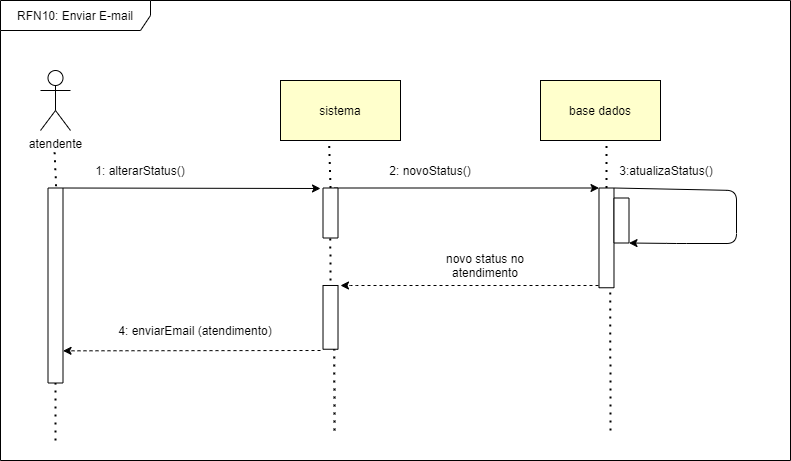 RFN10: Enviar E-mail
sistema
base dados
atendente
1: alterarStatus()
2: novoStatus()
3:atualizaStatus()
novo status no
atendimento
4: enviarEmail (atendimento)